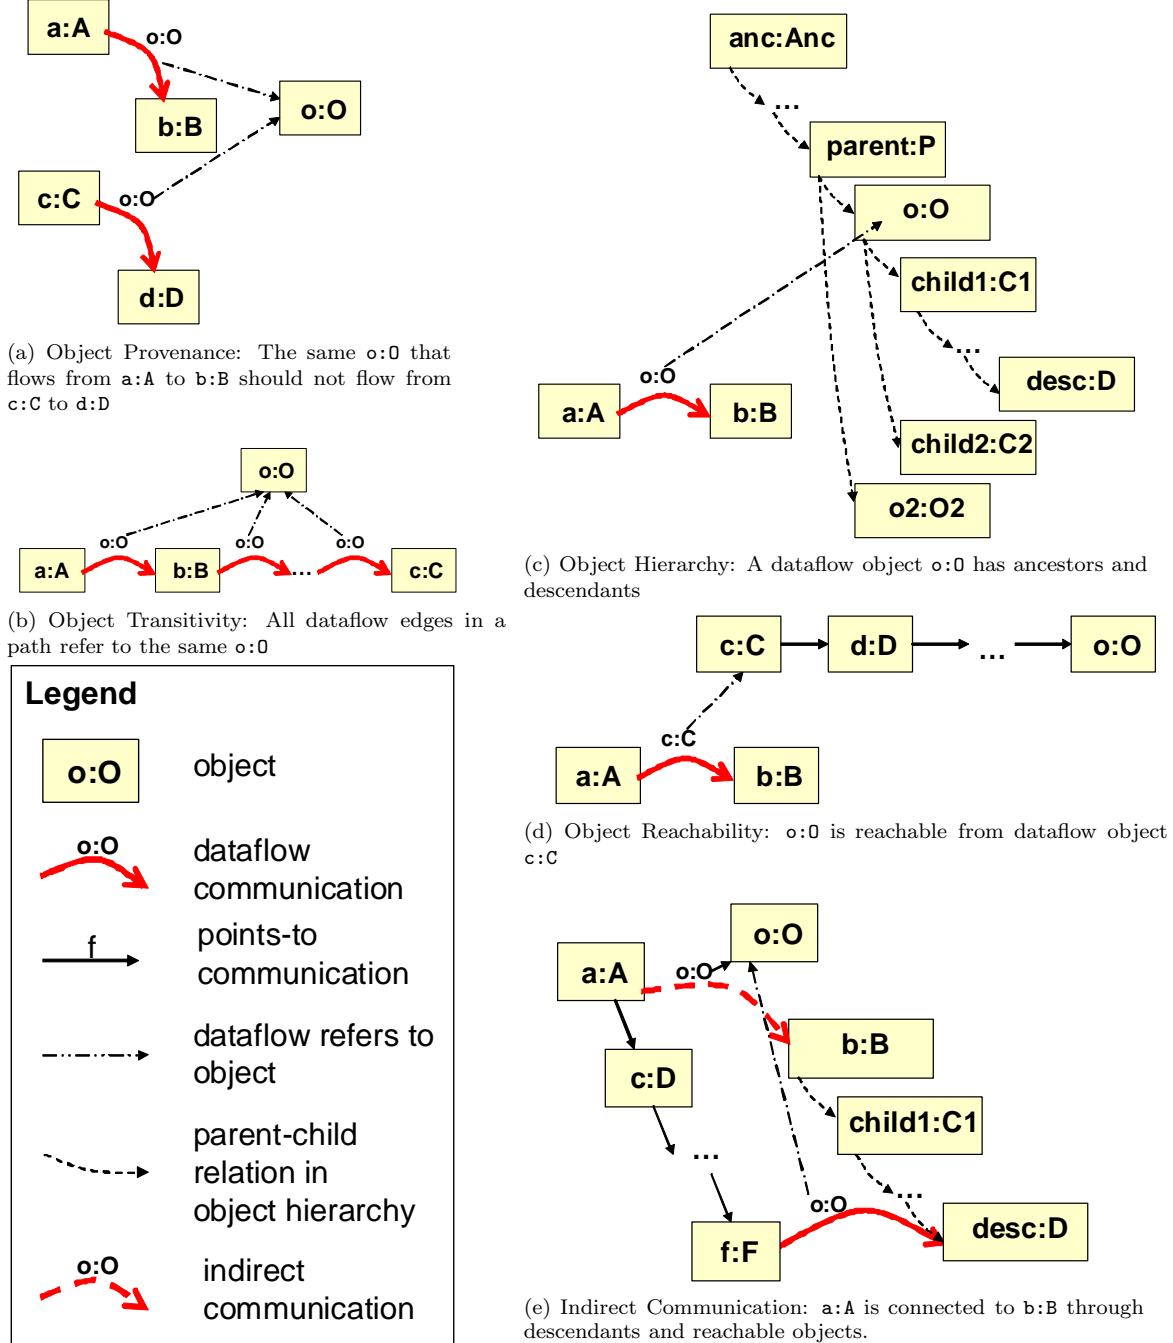 a:A
o:O
b:B
o:O
c:C
o:O
d:D
(a) Object Provenance: The same o:O that
flows from a:A to b:B should not flow from
c:C to d:D
o:O
o:O
o:O
o:O
a:A
b:B
...
c:C
(b) Object Transitivity: All dataflow edges in a
path refer to the same o:O
Legend
o:O
object
o:O
dataflow
communication
f
points-to
communication
dataflow refers to
object
parent-child
relation in
object hierarchy
o:O
indirect
communication
anc:Anc
...
parent:P
o:O
child1:C1
...
desc:D
o:O
a:A
b:B
child2:C2
o2:O2
(c) Object Hierarchy: A dataflow object o:O has ancestors and
descendants
c:C
d:D
...
o:O
c:C
a:A
b:B
(d) Object Reachability: o:O is reachable from dataflow object
c:C
o:O
a:A
o:O
b:B
c:D
child1:C1
...
...
o:O
desc:D
f:F
(e) Indirect Communication: a:A is connected to b:B through
descendants and reachable objects.